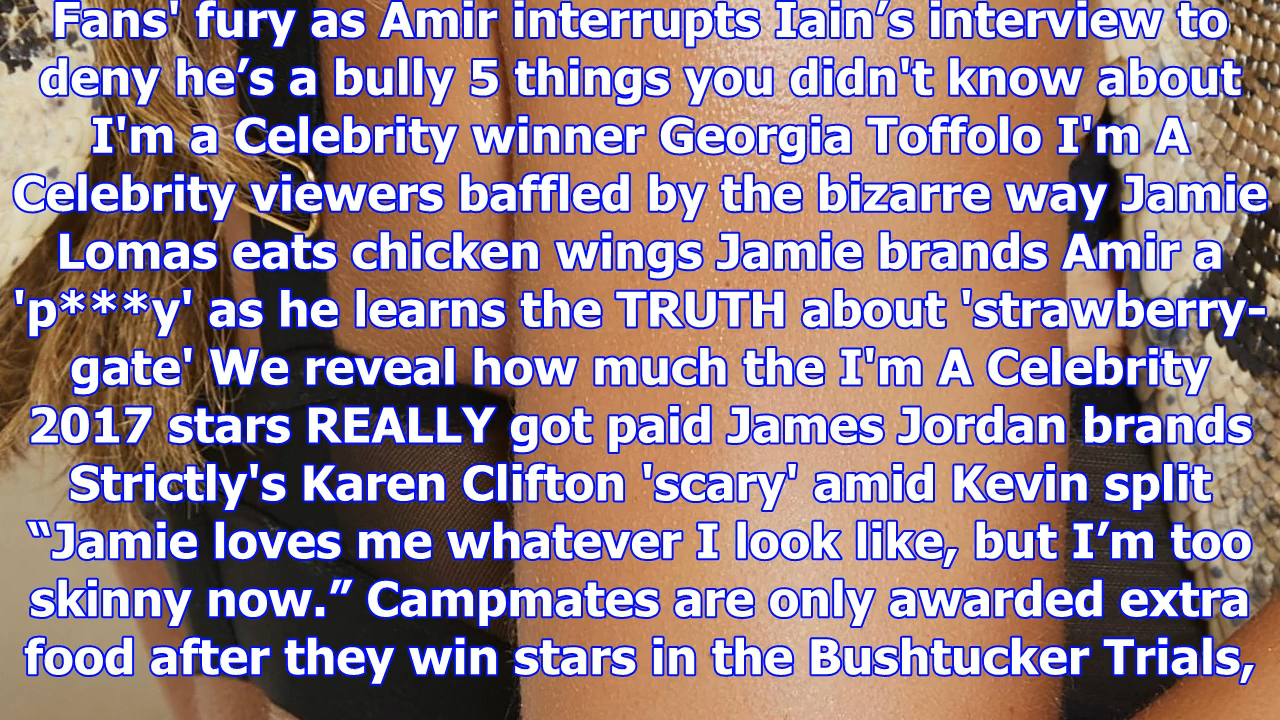 Fans' fury as Amir interrupts Iain’s interview to
deny he’s a bully 5 things you didn't know about
I'm a Celebrity winner Georgia Toffolo I'm A
Celebrity viewers baffled by the bizarre way Jamie
Lomas eats chicken wings Jamie brands Amir a
'p***y' as he learns the TRUTH about 'strawberry-
gate' We reveal how much the I'm A Celebrity
2017 stars REALLY got paid James Jordan brands
Strictly's Karen Clifton 'scary' amid Kevin split
“Jamie loves me whatever I look like, but I’m too
skinny now.” Campmates are only awarded extra
food after they win stars in the Bushtucker Trials,